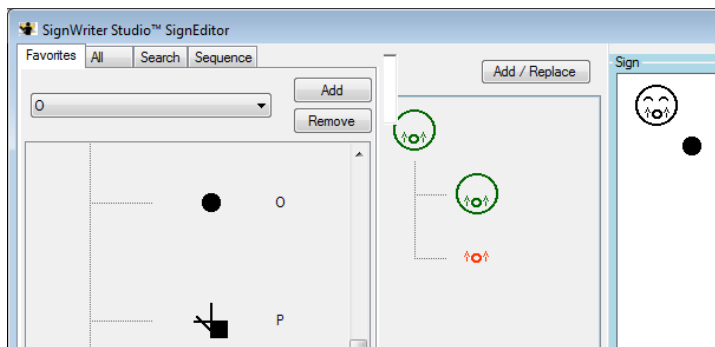 SignWriter Studio™ SignEditor
Favorites All Search Sequence
O
Add
Remove
O
P
Add / Replace
Sign